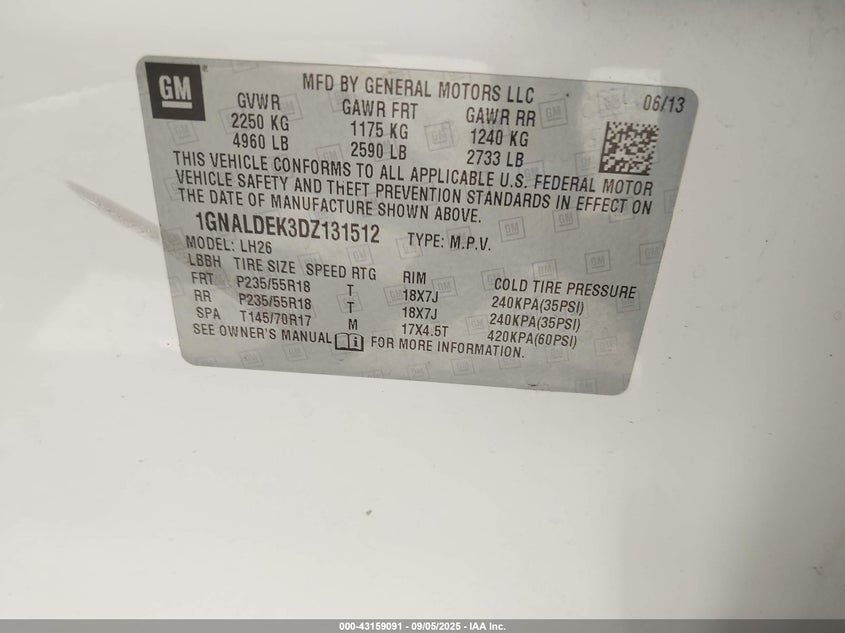 GM
MFD BY GENERAL MOTORS LLC
06/13
GVWR GAWR FRT GAWR RR
2250 KG 1175 KG 1240 KG
4960 LB 2590 LB 2733 LB
THIS VEHICLE CONFORMS TO ALL APPLICABLE U.S. FEDERAL MOTOR
VEHICLE SAFETY AND THEFT PREVENTION STANDARDS IN EFFECT ON
THE DATE OF MANUFACTURE SHOWN ABOVE.
1GNALDEK3DZ131512 TYPE: M.P.V.
MODEL: LH26
LBBH TIRE SIZE SPEED RTG RIM COLD TIRE PRESSURE
FRT P235/55R18 T 18X7J 240KPA(35PSI)
RR P235/55R18 T 18X7J 240KPA(35PSI)
SPA T145/70R17 M 17X4.5T 420KPA(60PSI)
SEE OWNER'S MANUAL FOR MORE INFORMATION.
000-43159091 - 09/05/2025 - IAA Inc.